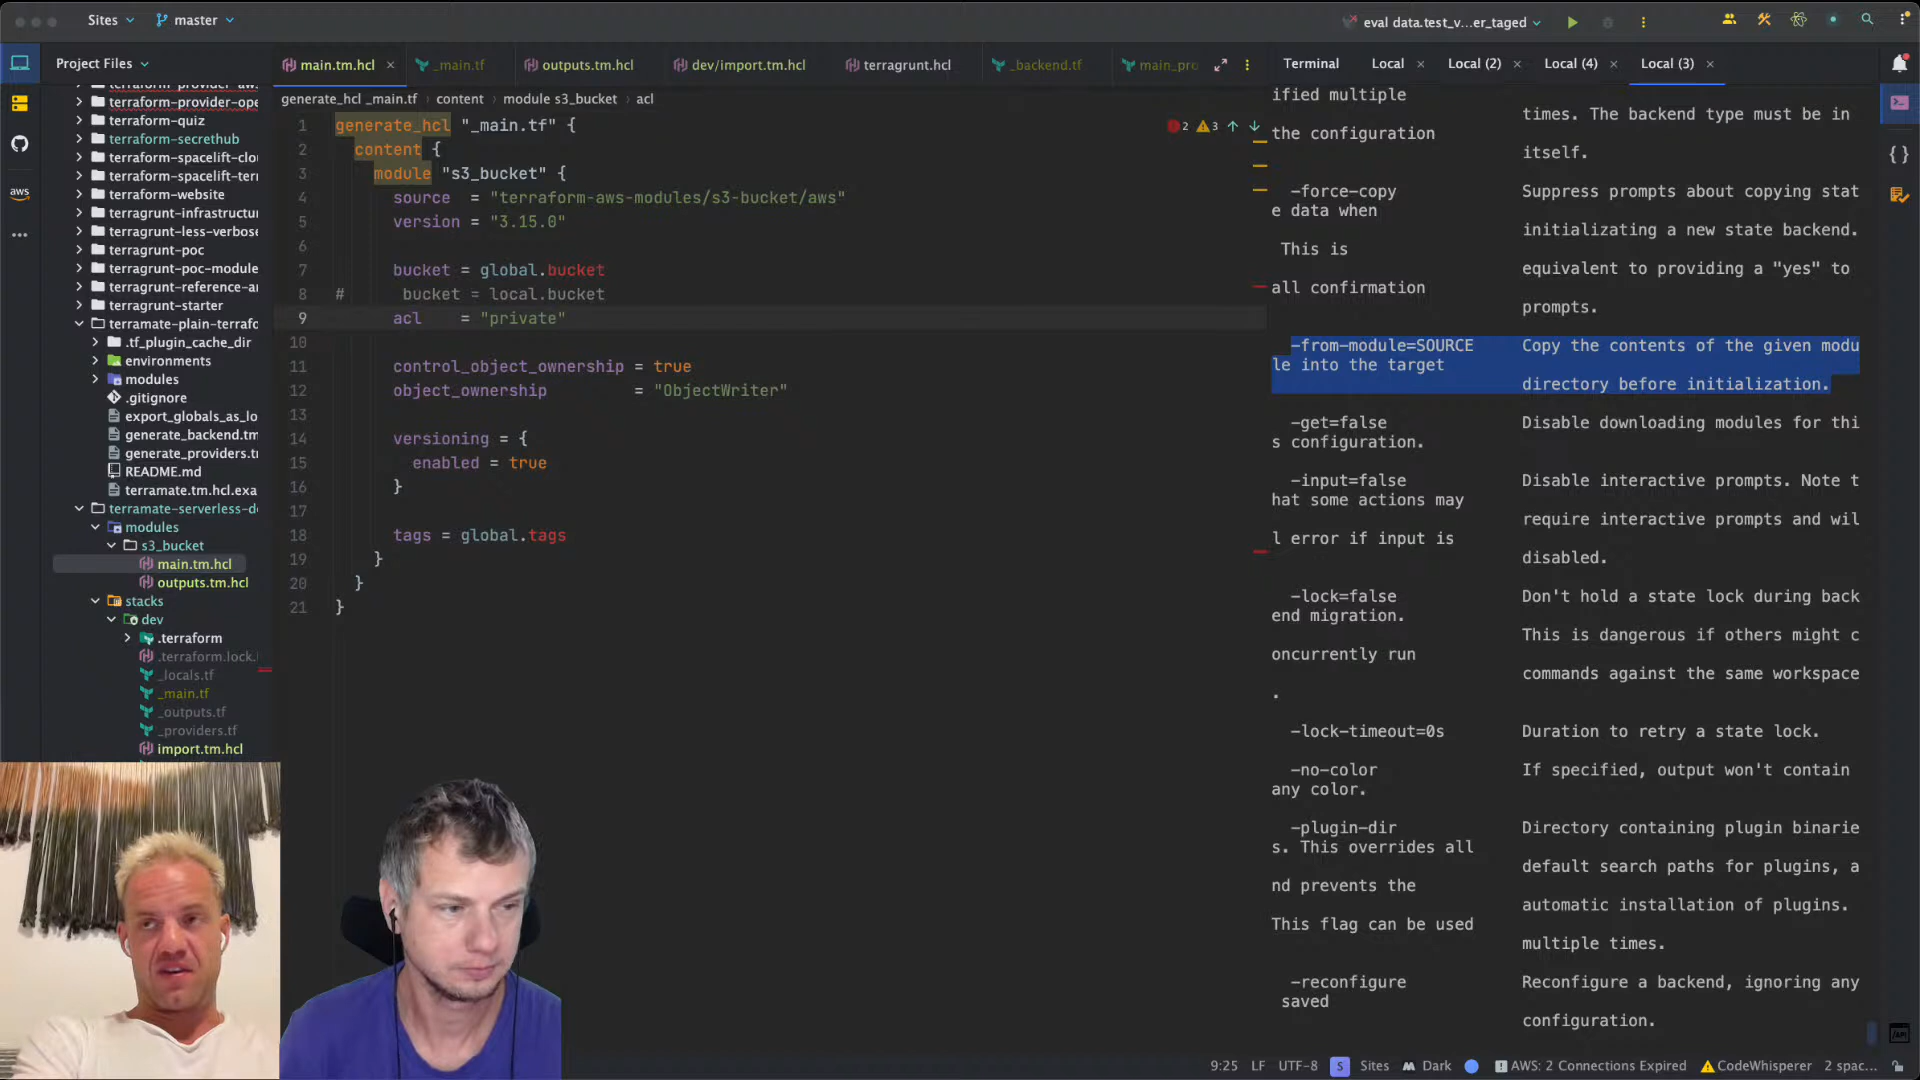 Sites
master
eval data.test_v...er_taged
Project Files
main.tm.hcl
_main.tf
outputs.tm.hcl
dev/import.tm.hcl
terragrunt.hcl
_backend.tf
main_pro
Terminal
Local
Local (2)
Local (4)
Local (3)
terraform-provider-ope
terraform-quiz
terraform-secrethub
terraform-spacelift-clo
terraform-spacelift-ter
terraform-website
terragrunt-infrastructu
terragrunt-less-verbose
terragrunt-poc
terragrunt-poc-module
terragrunt-reference-ar
terragrunt-starter
terramate-plain-terrafo
.tf_plugin_cache_dir
environments
modules
.gitignore
export_globals_as_lo
generate_backend.tm
generate_providers.tr
README.md
terramate.tm.hcl.exa
terramate-serverless-de
modules
s3_bucket
main.tm.hcl
outputs.tm.hcl
stacks
dev
.terraform
.terraform.lock.
_locals.tf
_main.tf
_outputs.tf
_providers.tf
import.tm.hcl
aws
generate_hcl _main.tf content module s3_bucket acl
2 3
1 generate_hcl "_main.tf" {
2 content {
3 module "s3_bucket" {
4 source = "terraform-aws-modules/s3-bucket/aws"
5 version = "3.15.0"
6
7 bucket = global.bucket
8 # bucket = local.bucket
9 acl = "private"
10
11 control_object_ownership = true
12 object_ownership = "ObjectWriter"
13
14 versioning = {
15 enabled = true
16 }
17
18 tags = global.tags
19 }
20 }
21 }
ified multiple
times. The backend type must be in
the configuration
itself.
-force-copy Suppress prompts about copying stat
e data when
initializating a new state backend.
This is
equivalent to providing a "yes" to
all confirmation
prompts.
-from-module=SOURCE Copy the contents of the given modu
le into the target
directory before initialization.
-get=false Disable downloading modules for thi
s configuration.
-input=false Disable interactive prompts. Note t
hat some actions may
require interactive prompts and wil
l error if input is
disabled.
-lock=false Don't hold a state lock during back
end migration.
This is dangerous if others might c
oncurrently run
commands against the same workspace
.
-lock-timeout=0s Duration to retry a state lock.
-no-color If specified, output won't contain
any color.
-plugin-dir Directory containing plugin binarie
s. This overrides all
default search paths for plugins, a
nd prevents the
automatic installation of plugins.
This flag can be used
multiple times.
-reconfigure Reconfigure a backend, ignoring any
saved
configuration.
9:25 LF UTF-8 S Sites Dark AWS: 2 Connections Expired CodeWhisperer 2 spac...